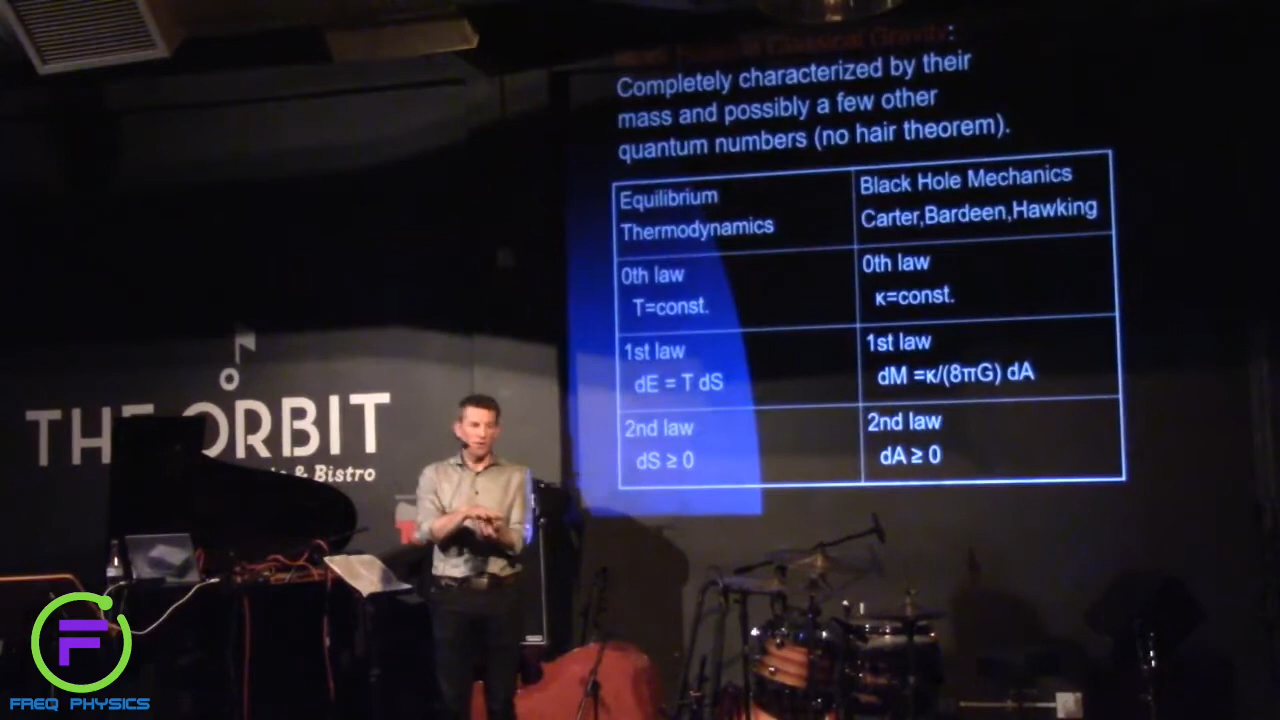 Classical Gravity:
Completely characterized by their
mass and possibly a few other
quantum numbers (no hair theorem).
Equilibrium
Thermodynamics
Black Hole Mechanics
Carter,Bardeen,Hawking
0th law
T=const.
0th law
κ=const.
1st law
dE = T dS
1st law
dM =κ/(8πG) dA
2nd law
dS ≥ 0
2nd law
dA ≥ 0
THE ORBIT
& Bistro
F
FREQ PHYSICS